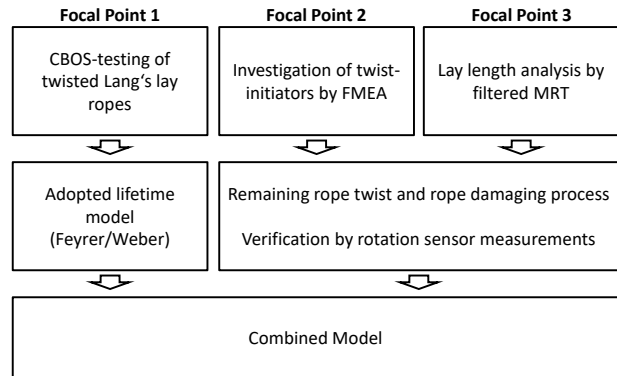 Focal Point 1
Focal Point 2
Focal Point 3
CBOS-testing of
twisted Lang‘s lay
ropes
Investigation of twist-
initiators by FMEA
Lay length analysis by
filtered MRT
Adopted lifetime
model
(Feyrer/Weber)
Remaining rope twist and rope damaging process
Verification by rotation sensor measurements
Combined Model